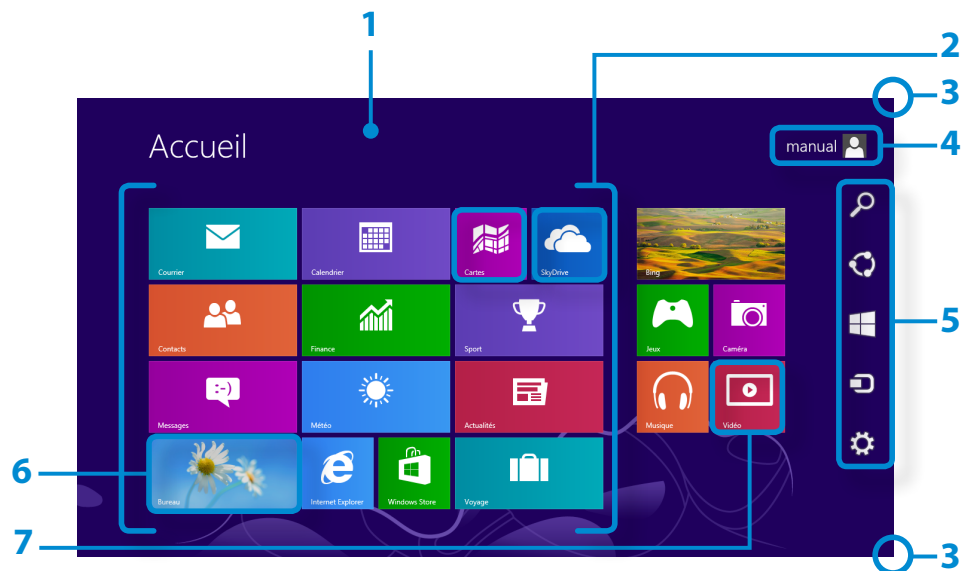 1
2
3
Accueil
manual
4
Courrier
Calendrier
Cartes
SkyDrive
Bing
Contacts
Finance
Sport
Jeux
Caméra
5
Messages
:-)
Météo
Actualités
Musique
Vidéo
6
Bureau
Internet Explorer
Windows Store
Voyage
7
3